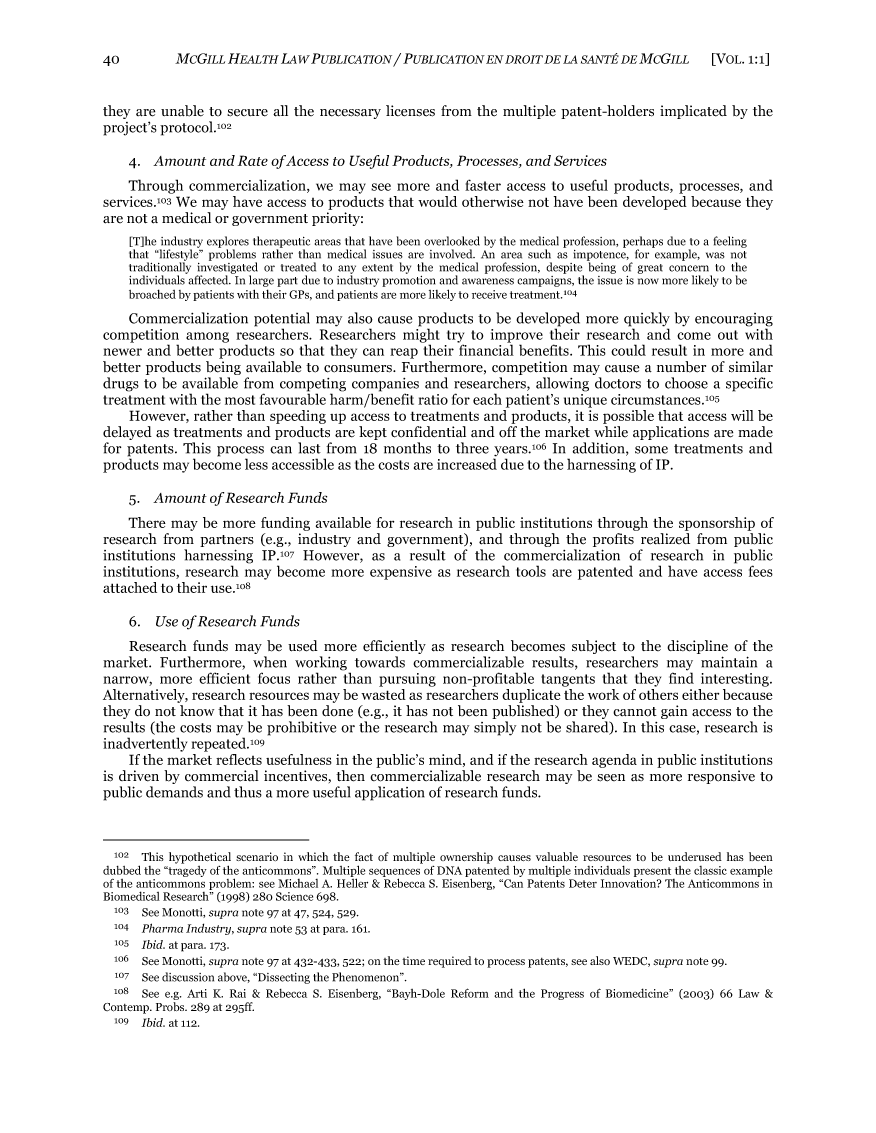 40 MCGILL HEALTH LAW PUBLICATION / PUBLICATION EN DROIT DE LA SANTÉ DE MCGILL [VOL. 1:1]
they are unable to secure all the necessary licenses from the multiple patent-holders implicated by the
project’s protocol.102
4. Amount and Rate of Access to Useful Products, Processes, and Services
Through commercialization, we may see more and faster access to useful products, processes, and
services.103 We may have access to products that would otherwise not have been developed because they
are not a medical or government priority:
[T]he industry explores therapeutic areas that have been overlooked by the medical profession, perhaps due to a feeling
that “lifestyle” problems rather than medical issues are involved. An area such as impotence, for example, was not
traditionally investigated or treated to any extent by the medical profession, despite being of great concern to the
individuals affected. In large part due to industry promotion and awareness campaigns, the issue is now more likely to be
broached by patients with their GPs, and patients are more likely to receive treatment.104
Commercialization potential may also cause products to be developed more quickly by encouraging
competition among researchers. Researchers might try to improve their research and come out with
newer and better products so that they can reap their financial benefits. This could result in more and
better products being available to consumers. Furthermore, competition may cause a number of similar
drugs to be available from competing companies and researchers, allowing doctors to choose a specific
treatment with the most favourable harm/benefit ratio for each patient’s unique circumstances.105
However, rather than speeding up access to treatments and products, it is possible that access will be
delayed as treatments and products are kept confidential and off the market while applications are made
for patents. This process can last from 18 months to three years.106 In addition, some treatments and
products may become less accessible as the costs are increased due to the harnessing of IP.
5. Amount of Research Funds
There may be more funding available for research in public institutions through the sponsorship of
research from partners (e.g., industry and government), and through the profits realized from public
institutions harnessing IP.107 However, as a result of the commercialization of research in public
institutions, research may become more expensive as research tools are patented and have access fees
attached to their use.108
6. Use of Research Funds
Research funds may be used more efficiently as research becomes subject to the discipline of the
market. Furthermore, when working towards commercializable results, researchers may maintain a
narrow, more efficient focus rather than pursuing non-profitable tangents that they find interesting.
Alternatively, research resources may be wasted as researchers duplicate the work of others either because
they do not know that it has been done (e.g., it has not been published) or they cannot gain access to the
results (the costs may be prohibitive or the research may simply not be shared). In this case, research is
inadvertently repeated.109
If the market reflects usefulness in the public’s mind, and if the research agenda in public institutions
is driven by commercial incentives, then commercializable research may be seen as more responsive to
public demands and thus a more useful application of research funds.
102 This hypothetical scenario in which the fact of multiple ownership causes valuable resources to be underused has been
dubbed the “tragedy of the anticommons”. Multiple sequences of DNA patented by multiple individuals present the classic example
of the anticommons problem: see Michael A. Heller & Rebecca S. Eisenberg, “Can Patents Deter Innovation? The Anticommons in
Biomedical Research” (1998) 280 Science 698.
103 See Monotti, supra note 97 at 47, 524, 529.
104 Pharma Industry, supra note 53 at para. 161.
105 Ibid. at para. 173.
106 See Monotti, supra note 97 at 432-433, 522; on the time required to process patents, see also WEDC, supra note 99.
107 See discussion above, “Dissecting the Phenomenon”.
108 See e.g. Arti K. Rai & Rebecca S. Eisenberg, “Bayh-Dole Reform and the Progress of Biomedicine” (2003) 66 Law &
Contemp. Probs. 289 at 295ff.
109 Ibid. at 112.